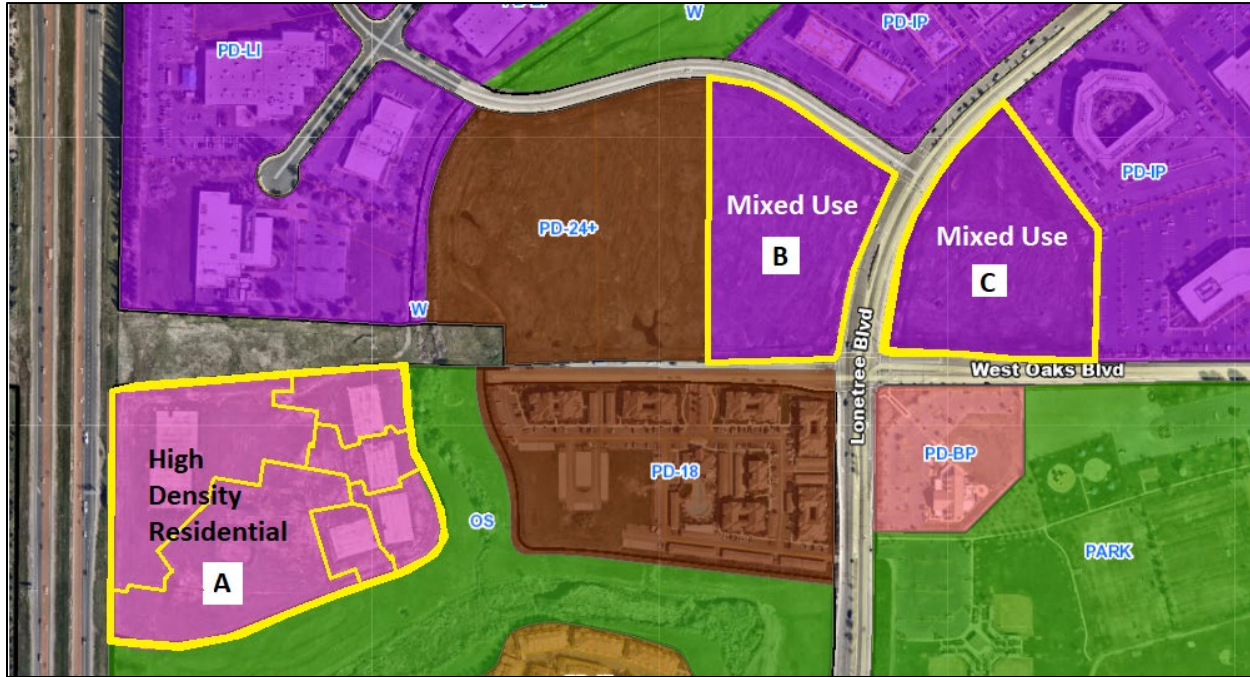 W
PD-IP
PD-LI
PD-IP
Mixed Use
B
PD-24+
Mixed Use
C
W
Lonetree Blvd
West Oaks Blvd
High
Density
Residential
A
PD-18
PD-BP
OS
PARK